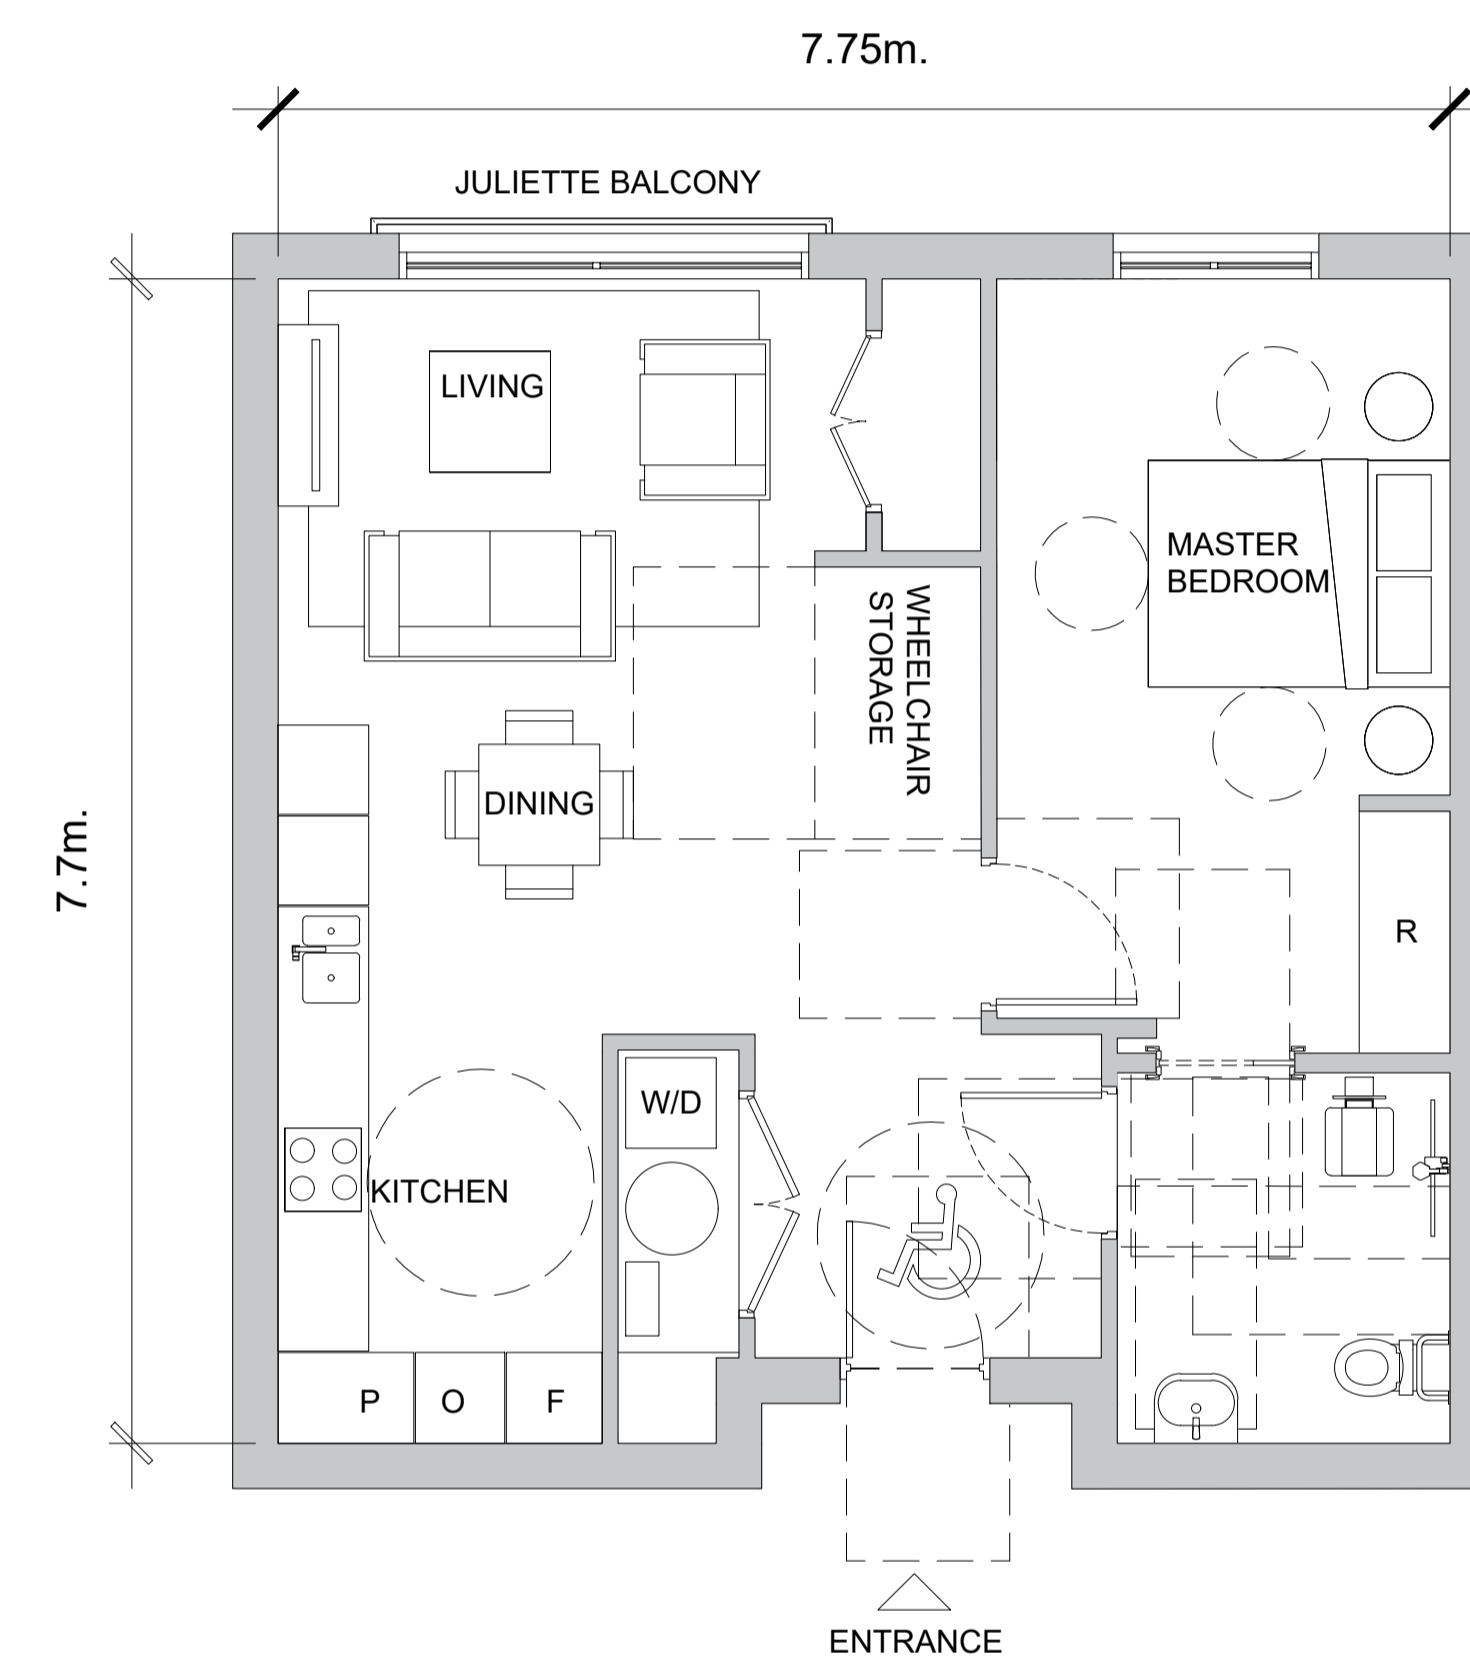 7.75m.
JULIETTE BALCONY
LIVING
MASTER
BEDROOM
WHEELCHAIR
STORAGE
DINING
7.7m.
R
W/D
KITCHEN
P O F
ENTRANCE